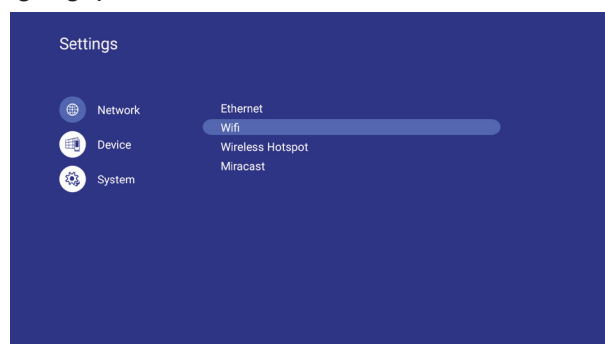 Settings
Network
Device
System
Ethernet
Wifi
Wireless Hotspot
Miracast